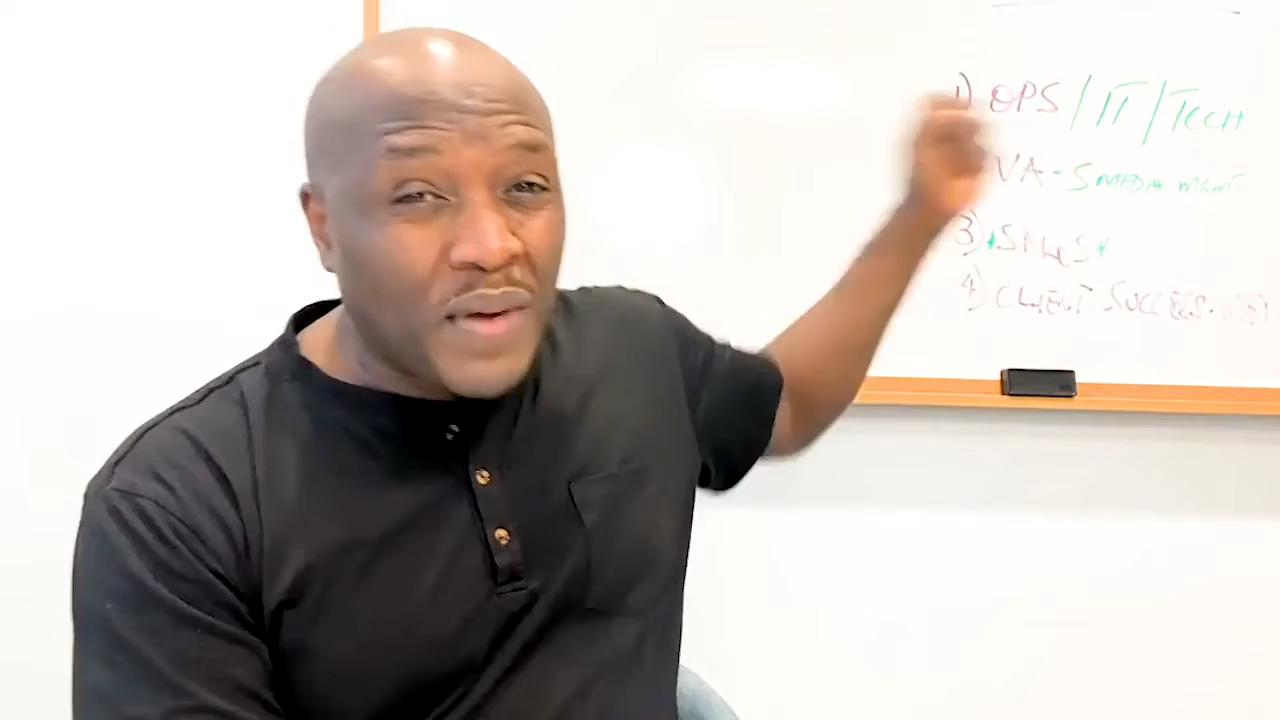 1) OPS / IT / TECH
VA - S MEDIA MGMT
3) SALES
4) CLIENT SUCCESS